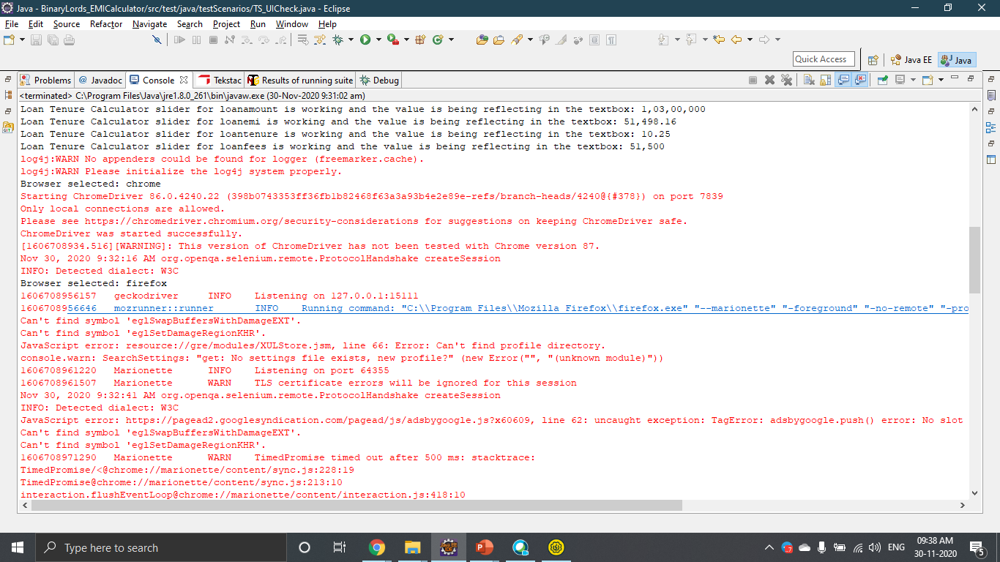 Java - BinaryLords_EMICalculator/src/test/java/testScenarios/TS_UICheck.java - Eclipse
File Edit Source Refactor Navigate Search Project Run Window Help
Quick Access
Java EE
Java
Problems @ Javadoc Console Tekstac Results of running suite Debug
<terminated> C:\Program Files\Java\jre1.8.0_261\bin\javaw.exe (30-Nov-2020 9:31:02 am)
Loan Tenure Calculator slider for loanamount is working and the value is being reflecting in the textbox: 1,03,00,000
Loan Tenure Calculator slider for loanemi is working and the value is being reflecting in the textbox: 51,498.16
Loan Tenure Calculator slider for loantenure is working and the value is being reflecting in the textbox: 10.25
Loan Tenure Calculator slider for loanfees is working and the value is being reflecting in the textbox: 51,500
log4j:WARN No appenders could be found for logger (freemarker.cache).
log4j:WARN Please initialize the log4j system properly.
Browser selected: chrome
Starting ChromeDriver 86.0.4240.22 (398b0743353ff36fb1b82468f63a3a93b4e2e89e-refs/branch-heads/4240@{#378}) on port 7839
Only local connections are allowed.
Please see https://chromedriver.chromium.org/security-considerations for suggestions on keeping ChromeDriver safe.
ChromeDriver was started successfully.
[1606708934.516][WARNING]: This version of ChromeDriver has not been tested with Chrome version 87.
Nov 30, 2020 9:32:16 AM org.openqa.selenium.remote.ProtocolHandshake createSession
INFO: Detected dialect: W3C
Browser selected: firefox
1606708956157 geckodriver INFO Listening on 127.0.0.1:15111
1606708956646 mozrunner::runner INFO Running command: "C:\\Program Files\\Mozilla Firefox\\firefox.exe" "--marionette" "-foreground" "-no-remote" "-pro
Can't find symbol 'eglSwapBuffersWithDamageEXT'.
Can't find symbol 'eglSetDamageRegionKHR'.
JavaScript error: resource://gre/modules/XULStore.jsm, line 66: Error: Can't find profile directory.
console.warn: SearchSettings: "get: No settings file exists, new profile?" (new Error("", "(unknown module)"))
1606708961220 Marionette INFO Listening on port 64355
1606708961507 Marionette WARN TLS certificate errors will be ignored for this session
Nov 30, 2020 9:32:41 AM org.openqa.selenium.remote.ProtocolHandshake createSession
INFO: Detected dialect: W3C
JavaScript error: https://pagead2.googlesyndication.com/pagead/js/adsbygoogle.js?x60609, line 62: uncaught exception: TagError: adsbygoogle.push() error: No slot
Can't find symbol 'eglSwapBuffersWithDamageEXT'.
Can't find symbol 'eglSetDamageRegionKHR'.
1606708971290 Marionette WARN TimedPromise timed out after 500 ms: stacktrace:
TimedPromise/<@chrome://marionette/content/sync.js:228:19
TimedPromise@chrome://marionette/content/sync.js:213:10
interaction.flushEventLoop@chrome://marionette/content/interaction.js:418:10
Type here to search
ENG
09:38 AM
30-11-2020
5